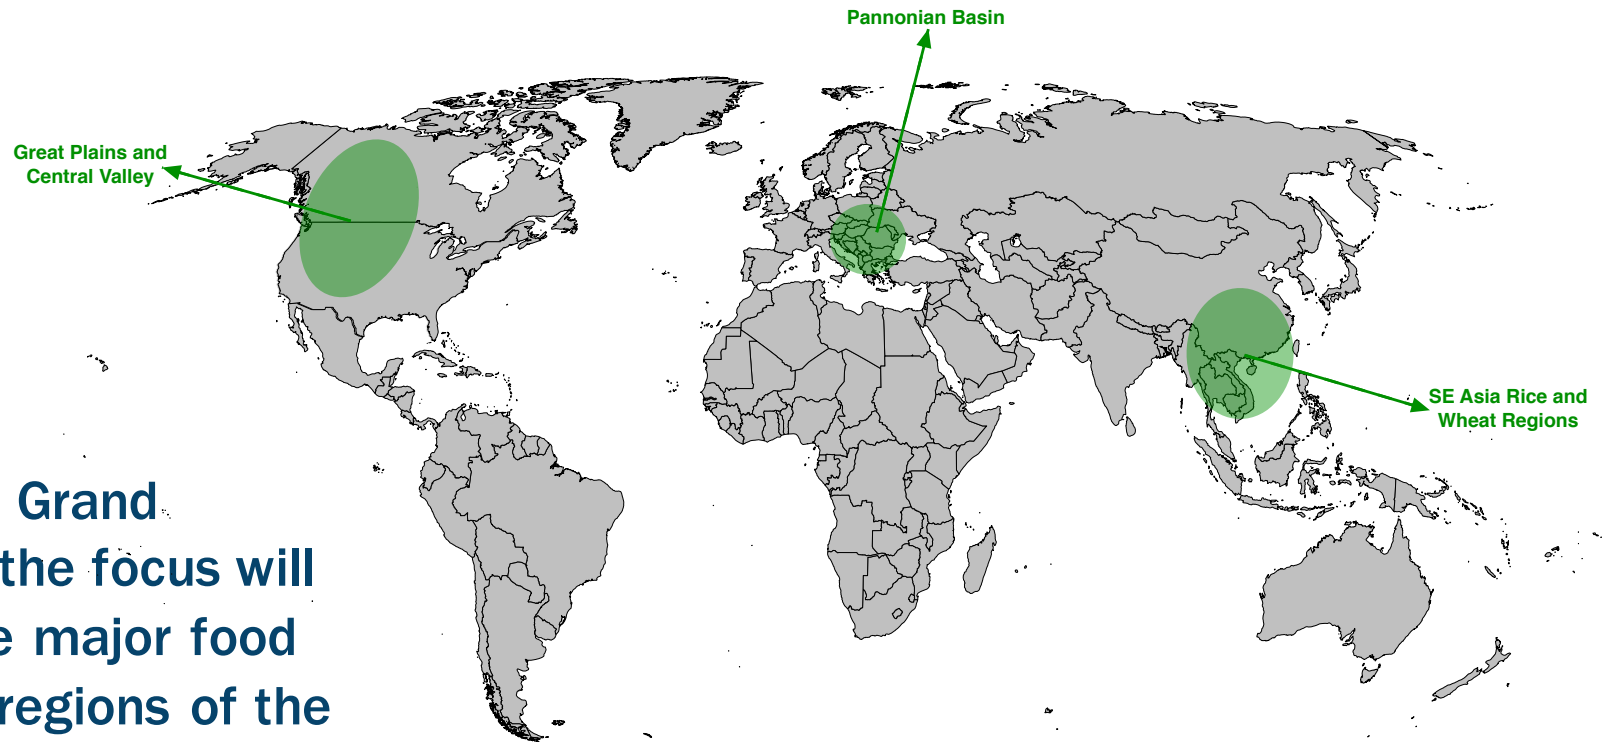 Pannonian Basin
Great Plains and
Central Valley
SE Asia Rice and
Wheat Regions
Grand
the focus will
e major food
regions of the